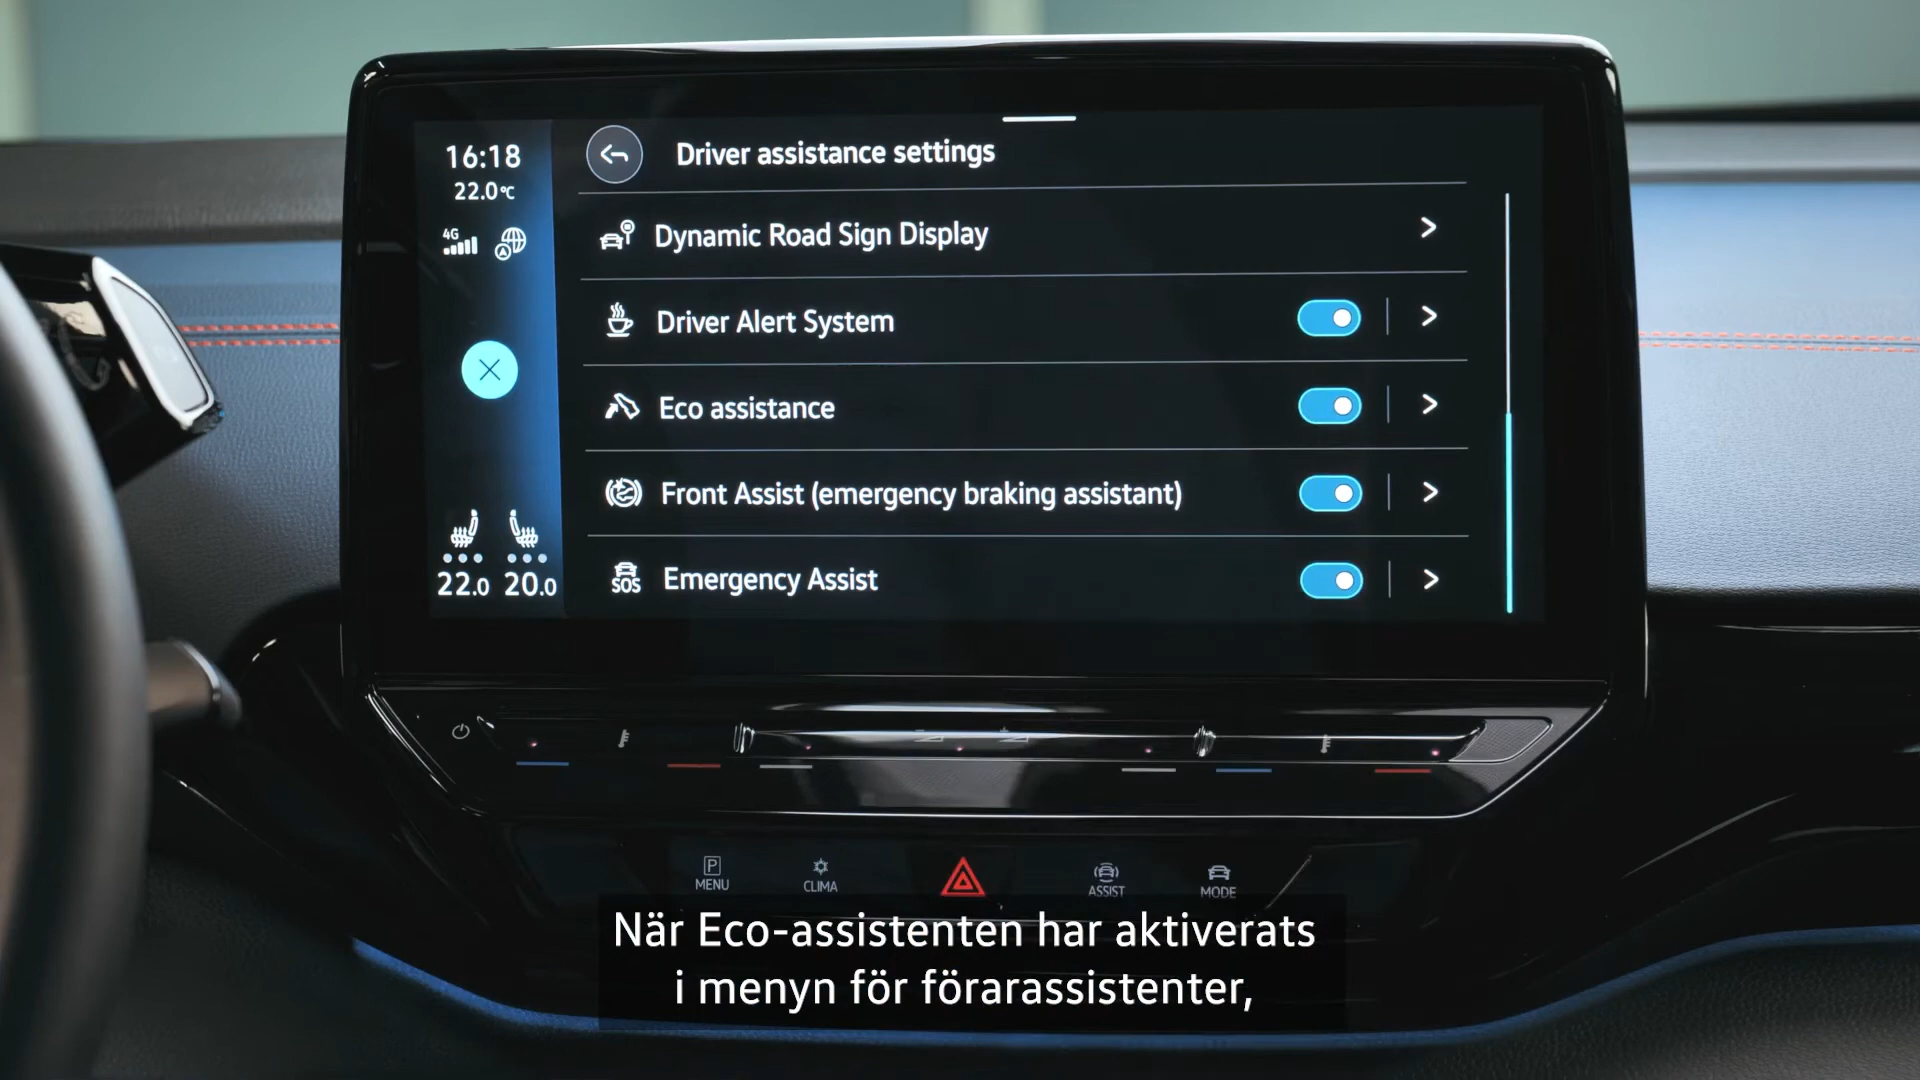 16:18
22.0°C
4G
Driver assistance settings
Dynamic Road Sign Display
Driver Alert System
Eco assistance
Front Assist (emergency braking assistant)
SOS
Emergency Assist
22.0 20.0
P
MENU
CLIMA
ASSIST
MODE
När Eco-assistenten har aktiverats
i menyn för förarassistenter,